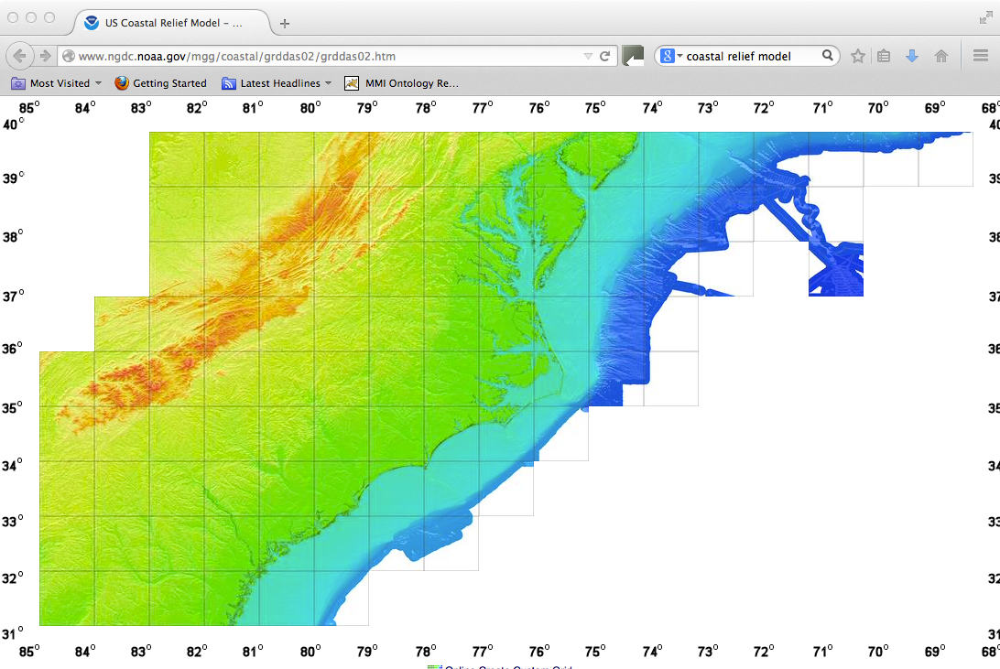 US Coastal Relief Model – ...
www.ngdc.noaa.gov/mgg/coastal/grddas02/grddas02.htm
coastal relief model
Most Visited Getting Started Latest Headlines MMI Ontology Re...
85° 84° 83° 82° 81° 80° 79° 78° 77° 76° 75° 74° 73° 72° 71° 70° 69° 68°
40° 40
39° 39
38° 38
37° 37
36° 36
35° 35
34° 34
33° 33
32° 32
31° 31
85° 84° 83° 82° 81° 80° 79° 78° 77° 76° 75° 74° 73° 72° 71° 70° 69° 68°